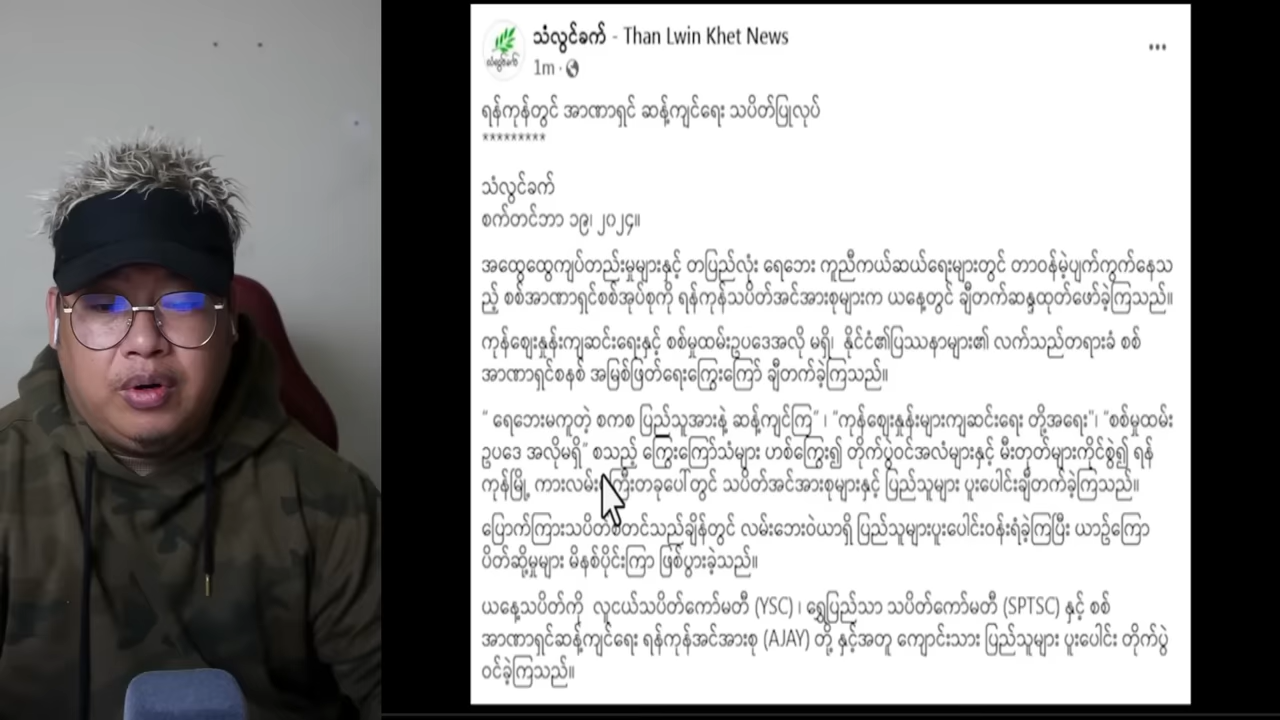 သံလွင်ခက် - Than Lwin Khet News
1m
ရန်ကုန်တွင် အာဏာရှင် ဆန့်ကျင်ရေး သပိတ်ပြုလုပ်
*********
သံလွင်ခက်
စက်တင်ဘာ ၁၉၊ ၂၀၂၄။
အထွေထွေကျပ်တည်းမှုများနှင့် တပြည်လုံး ရေဘေး ကူညီကယ်ဆယ်ရေးများတွင် တာဝန်မဲ့ပျက်ကွက်နေသ
ည့် စစ်အာဏာရှင်စစ်အုပ်စုကို ရန်ကုန်သပိတ်အင်အားစုများက ယနေ့တွင် ချီတက်ဆန္ဒထုတ်ဖော်ခဲ့ကြသည်။
ကုန်ဈေးနှုန်းကျဆင်းရေးနှင့် စစ်မှုထမ်းဥပဒေအလို မရှိ၊ နိုင်ငံ၏ပြဿနာများ၏ လက်သည်တရားခံ စစ်
အာဏာရှင်စနစ် အမြစ်ဖြတ်ရေးကြွေးကြော် ချီတက်ခဲ့ကြသည်။
“ ရေဘေးမကူတဲ့ စကစ ပြည်သူအားနဲ့ ဆန့်ကျင်ကြ” ၊ “ကုန်ဈေးနှုန်းများကျဆင်းရေး တို့အရေး”၊ “စစ်မှုထမ်း
ဥပဒေ အလိုမရှိ” စသည့် ကြွေးကြော်သံများ ဟစ်ကြွေး၍ တိုက်ပွဲဝင်အလံများနှင့် မီးတုတ်များကိုင်စွဲ၍ ရန်
ကုန်မြို့ ကားလမ်းမကြီးတခုပေါ်တွင် သပိတ်အင်အားစုများနှင့် ပြည်သူများ ပူးပေါင်းချီတက်ခဲ့ကြသည်။
ပြောက်ကြားသပိတ်စတင်သည့်ချိန်တွင် လမ်းဘေးဝဲယာရှိ ပြည်သူများပူးပေါင်းဝန်းရံခဲ့ကြပြီး ယာဥ်ကြော
ပိတ်ဆို့မှုများ မိနစ်ပိုင်းကြာ ဖြစ်ပွားခဲ့သည်။
ယနေ့သပိတ်ကို လူငယ်သပိတ်ကော်မတီ (YSC) ၊ ရွှေပြည်သာ သပိတ်ကော်မတီ (SPTSC) နှင့် စစ်
အာဏာရှင်ဆန့်ကျင်ရေး ရန်ကုန်အင်အားစု (AJAY) တို့ နှင့်အတူ ကျောင်းသား ပြည်သူများ ပူးပေါင်း တိုက်ပွဲ
ဝင်ခဲ့ကြသည်။